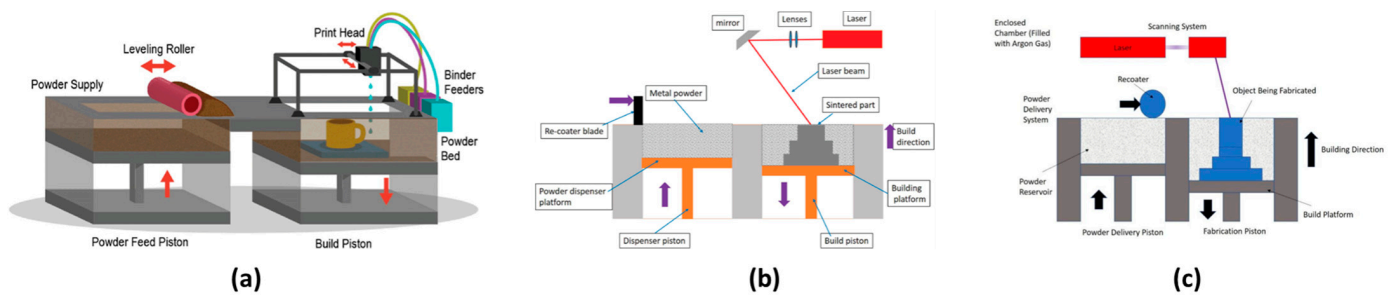 Print Head
Leveling Roller
Powder Supply
Binder
Feeders
Powder
Bed
Powder Feed Piston
Build Piston
(a)
mirror
Lenses
Laser
Laser beam
Metal powder
Sintered part
Re-coater blade
Build
direction
Powder dispenser
platform
Building
platform
Dispenser piston
Build piston
(b)
Enclosed
Chamber (Filled
with Argon Gas)
Scanning System
Laser
Recoater
Object Being Fabricated
Powder
Delivery
System
Building Direction
Powder
Reservoir
Build Platform
Powder Delivery Piston
Fabrication Piston
(c)